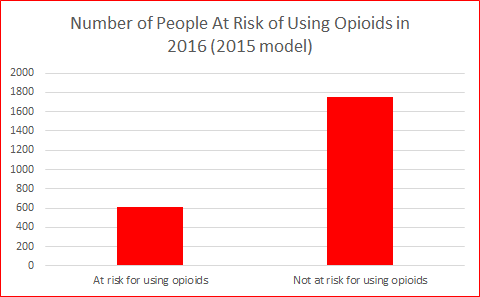 Number of People At Risk of Using Opioids in
2016 (2015 model)
2000
1800
1600
1400
1200
1000
800
600
400
200
0
At risk for using opioids
Not at risk for using opioids